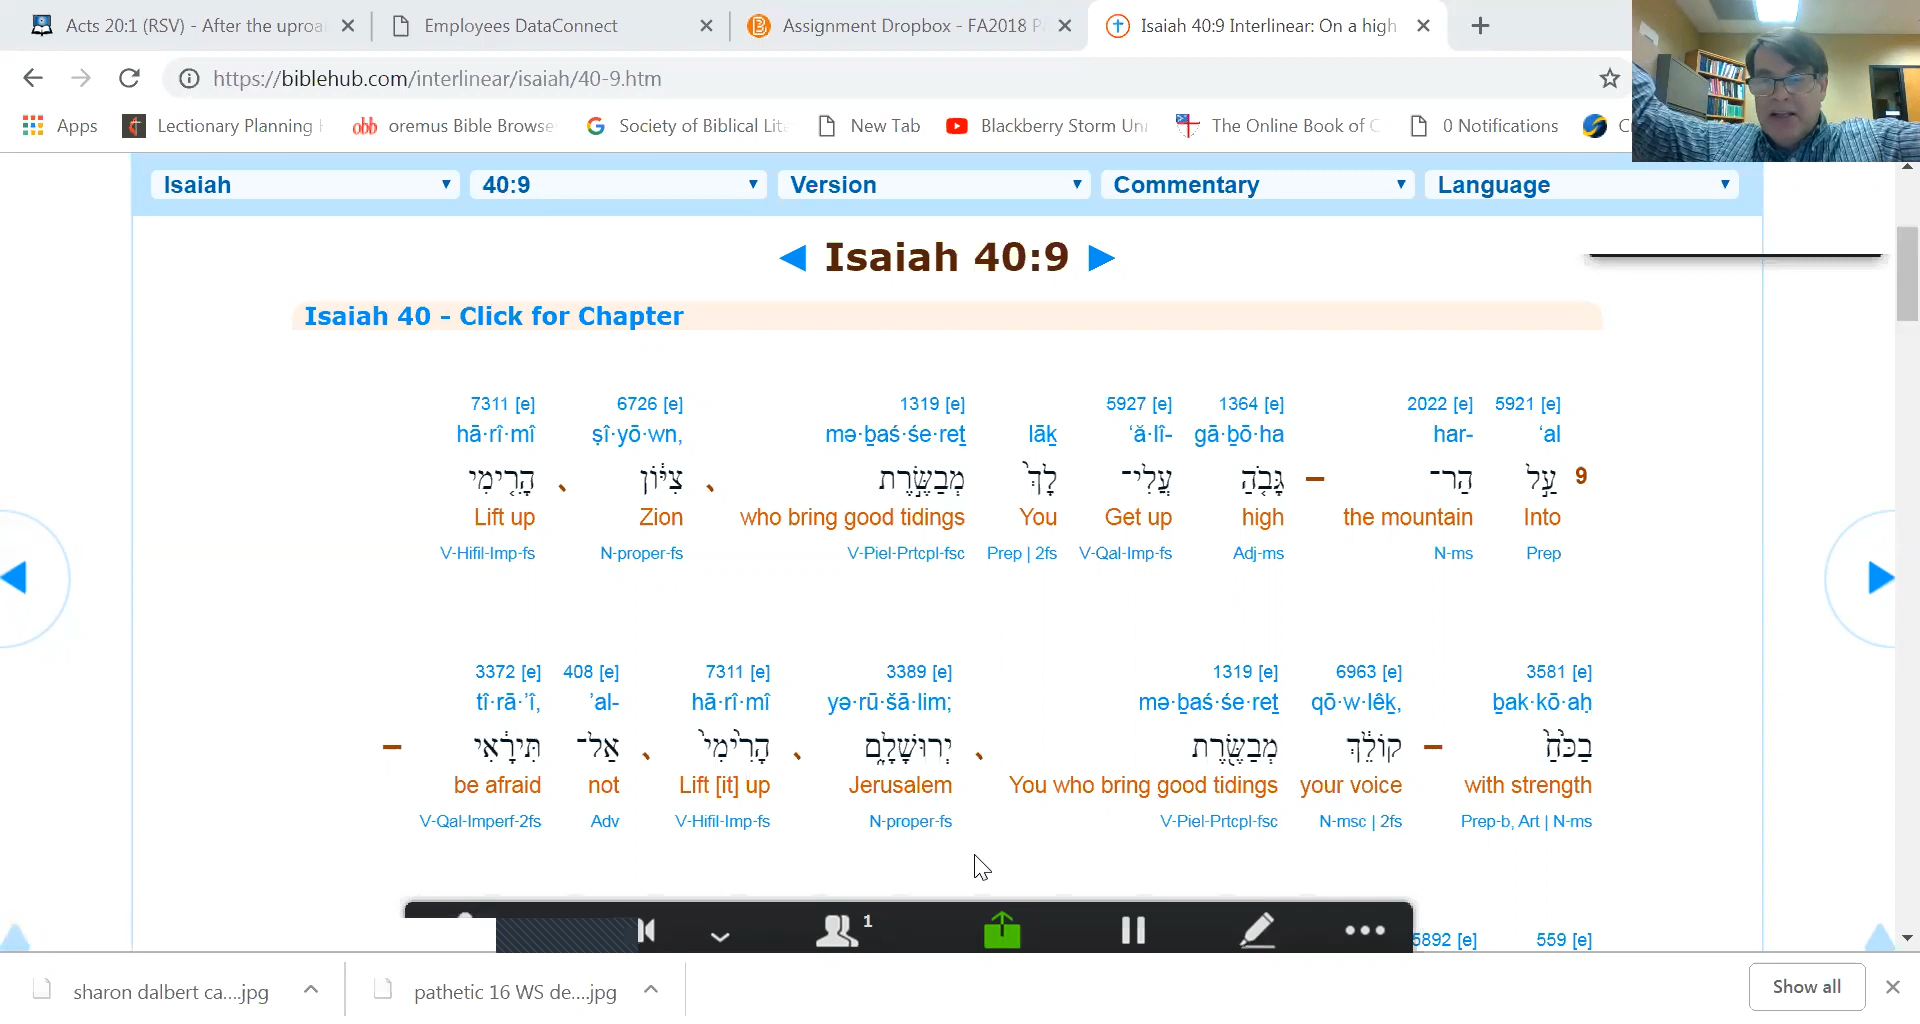 Acts 20:1 (RSV) - After the uproa
Employees DataConnect
Assignment Dropbox - FA2018 P
Isaiah 40:9 Interlinear: On a high
https://biblehub.com/interlinear/isaiah/40-9.htm
Apps
Lectionary Planning
obb oremus Bible Browse
G Society of Biblical Lit
New Tab
Blackberry Storm Un
The Online Book of C
0 Notifications
C
Isaiah
40:9
Version
Commentary
Language
Isaiah 40:9
Isaiah 40 - Click for Chapter
7311 [e] 6726 [e] 1319 [e] 5927 [e] 1364 [e] 2022 [e] 5921 [e]
hā·rî·mî ṣî·yō·wn, mə·ḇaś·śe·reṯ lāḵ ‘ă·lî- gā·ḇō·ha har- ‘al
9 עַ֣ל הַר־ גָּבֹ֤הַ – עֲלִי־ לָךְ֙ מְבַשֶּׂ֣רֶת 、 צִיּ֔וֹן 、 הָרִ֤ימִי
Lift up Zion who bring good tidings You Get up high the mountain Into
V-Hifil-Imp-fs N-proper-fs V-Piel-Prtcpl-fsc Prep | 2fs V-Qal-Imp-fs Adj-ms N-ms Prep
3372 [e] 408 [e] 7311 [e] 3389 [e] 1319 [e] 6963 [e] 3581 [e]
tî·rā·’î, ’al- hā·rî·mî yə·rū·šā·lim; mə·ḇaś·śe·reṯ qō·w·lêḵ, ḇak·kō·aḥ
בַכֹּ֙חַ֙ – קוֹלֵ֔ךְ מְבַשֶּׂ֖רֶת 、 יְרוּשָׁלִָ֑ם 、 הָרִ֙ימִי֙ 、 אַל־ תִּירָ֔אִי –
be afraid not Lift [it] up Jerusalem You who bring good tidings your voice with strength
V-Qal-Imperf-2fs Adv V-Hifil-Imp-fs N-proper-fs V-Piel-Prtcpl-fsc N-msc | 2fs Prep-b, Art | N-ms
1
5892 [e] 559 [e]
sharon dalbert ca....jpg
pathetic 16 WS de....jpg
Show all